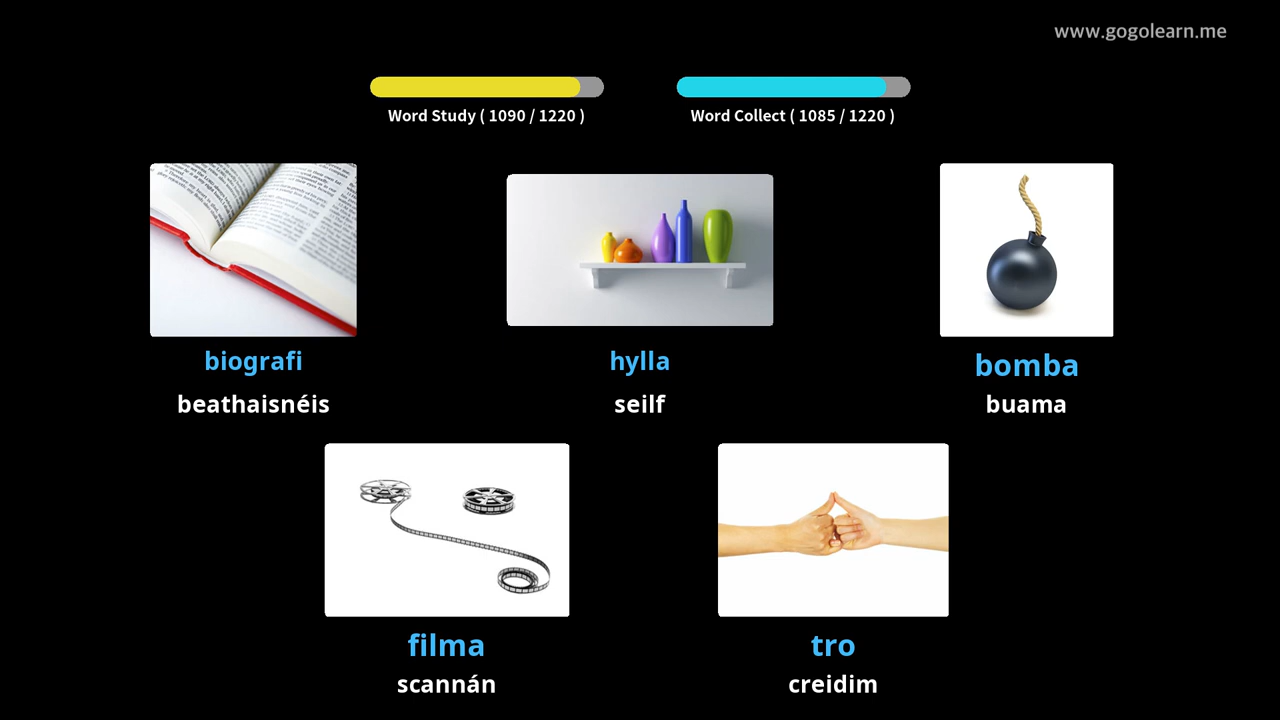 www.gogolearn.me
Word Study ( 1090 / 1220 )
Word Collect ( 1085 / 1220 )
biografi
beathaisnéis
hylla
seilf
bomba
buama
filma
scannán
tro
creidim